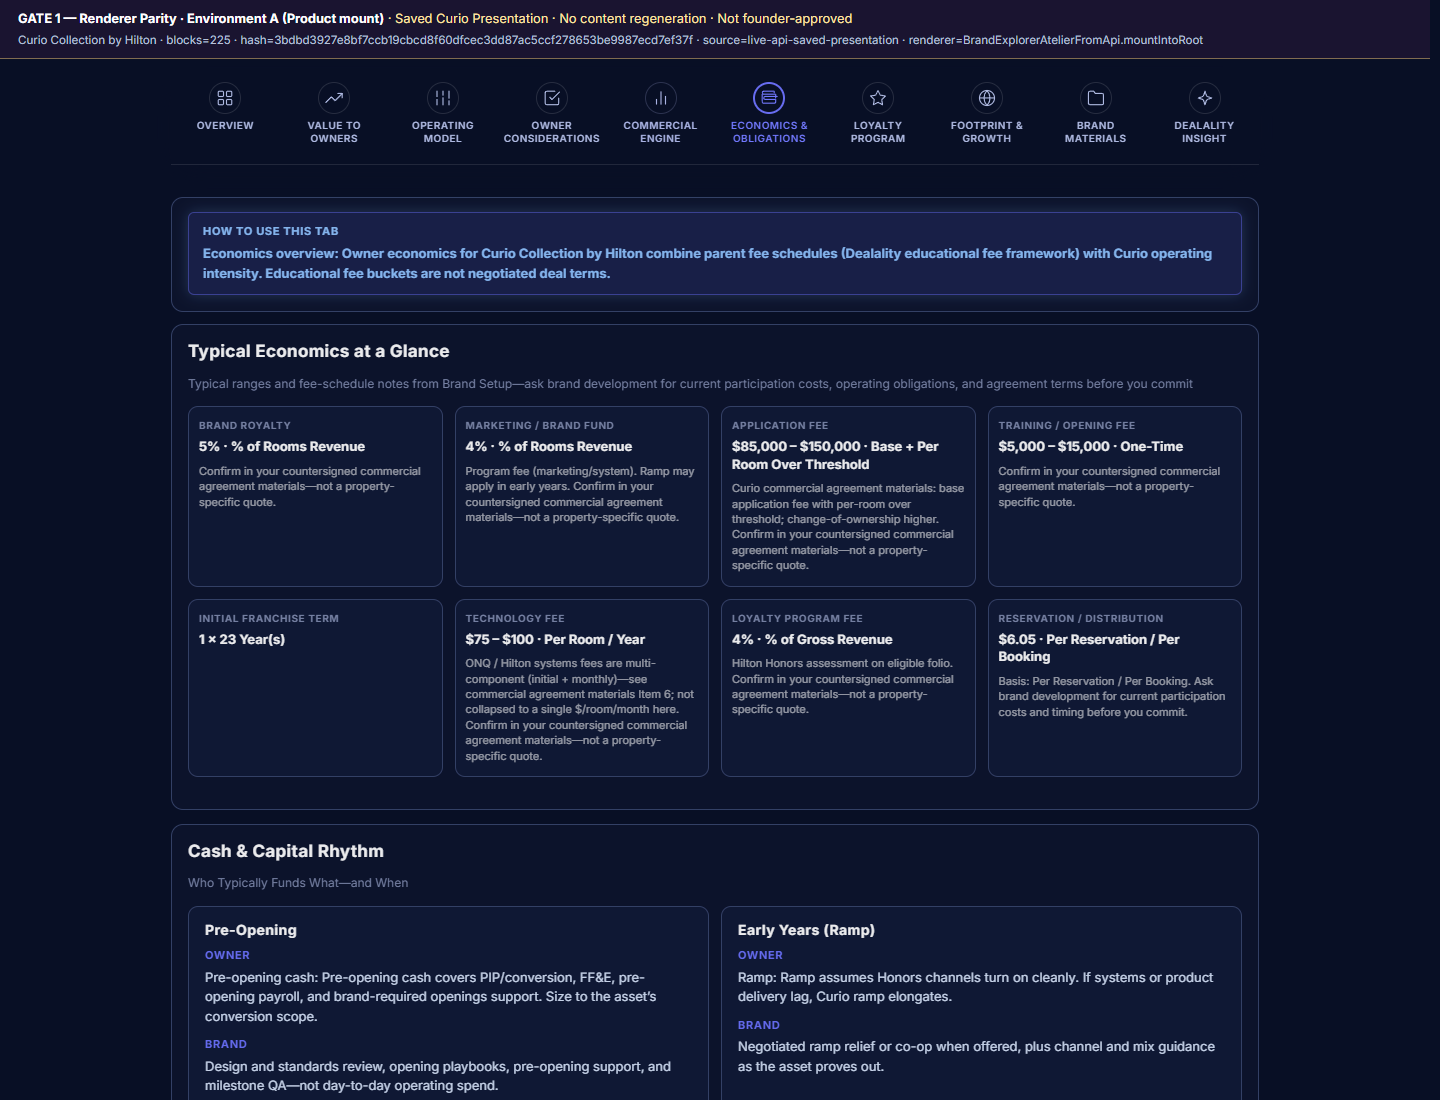 GATE 1 — Renderer Parity · Environment A (Product mount) · Saved Curio Presentation · No content regeneration · Not founder-approved
Curio Collection by Hilton · blocks=225 · hash=3bdbd3927e8bf7ccb19cbcd8f60dfcec3dd87ac5ccf278653be9987ecd7ef37f · source=live-api-saved-presentation · renderer=BrandExplorerAtelierFromApi.mountIntoRoot
OVERVIEW
VALUE TO
OWNERS
OPERATING
MODEL
OWNER
CONSIDERATIONS
COMMERCIAL
ENGINE
ECONOMICS &
OBLIGATIONS
LOYALTY
PROGRAM
FOOTPRINT &
GROWTH
BRAND
MATERIALS
DEALALITY
INSIGHT
HOW TO USE THIS TAB
Economics overview: Owner economics for Curio Collection by Hilton combine parent fee schedules (Dealality educational fee framework) with Curio operating
intensity. Educational fee buckets are not negotiated deal terms.
Typical Economics at a Glance
Typical ranges and fee-schedule notes from Brand Setup—ask brand development for current participation costs, operating obligations, and agreement terms before you commit
BRAND ROYALTY
5% · % of Rooms Revenue
Confirm in your countersigned commercial
agreement materials—not a property-
specific quote.
MARKETING / BRAND FUND
4% · % of Rooms Revenue
Program fee (marketing/system). Ramp may
apply in early years. Confirm in your
countersigned commercial agreement
materials—not a property-specific quote.
APPLICATION FEE
$85,000 – $150,000 · Base + Per
Room Over Threshold
Curio commercial agreement materials: base
application fee with per-room over
threshold; change-of-ownership higher.
Confirm in your countersigned commercial
agreement materials—not a property-
specific quote.
TRAINING / OPENING FEE
$5,000 – $15,000 · One-Time
Confirm in your countersigned commercial
agreement materials—not a property-
specific quote.
INITIAL FRANCHISE TERM
1 × 23 Year(s)
TECHNOLOGY FEE
$75 – $100 · Per Room / Year
ONQ / Hilton systems fees are multi-
component (initial + monthly)—see
commercial agreement materials Item 6; not
collapsed to a single $/room/month here.
Confirm in your countersigned commercial
agreement materials—not a property-
specific quote.
LOYALTY PROGRAM FEE
4% · % of Gross Revenue
Hilton Honors assessment on eligible folio.
Confirm in your countersigned commercial
agreement materials—not a property-
specific quote.
RESERVATION / DISTRIBUTION
$6.05 · Per Reservation / Per
Booking
Basis: Per Reservation / Per Booking. Ask
brand development for current participation
costs and timing before you commit.
Cash & Capital Rhythm
Who Typically Funds What—and When
Pre-Opening
OWNER
Pre-opening cash: Pre-opening cash covers PIP/conversion, FF&E, pre-
opening payroll, and brand-required openings support. Size to the asset's
conversion scope.
BRAND
Design and standards review, opening playbooks, pre-opening support, and
milestone QA—not day-to-day operating spend.
Early Years (Ramp)
OWNER
Ramp: Ramp assumes Honors channels turn on cleanly. If systems or product
delivery lag, Curio ramp elongates.
BRAND
Negotiated ramp relief or co-op when offered, plus channel and mix guidance
as the asset proves out.